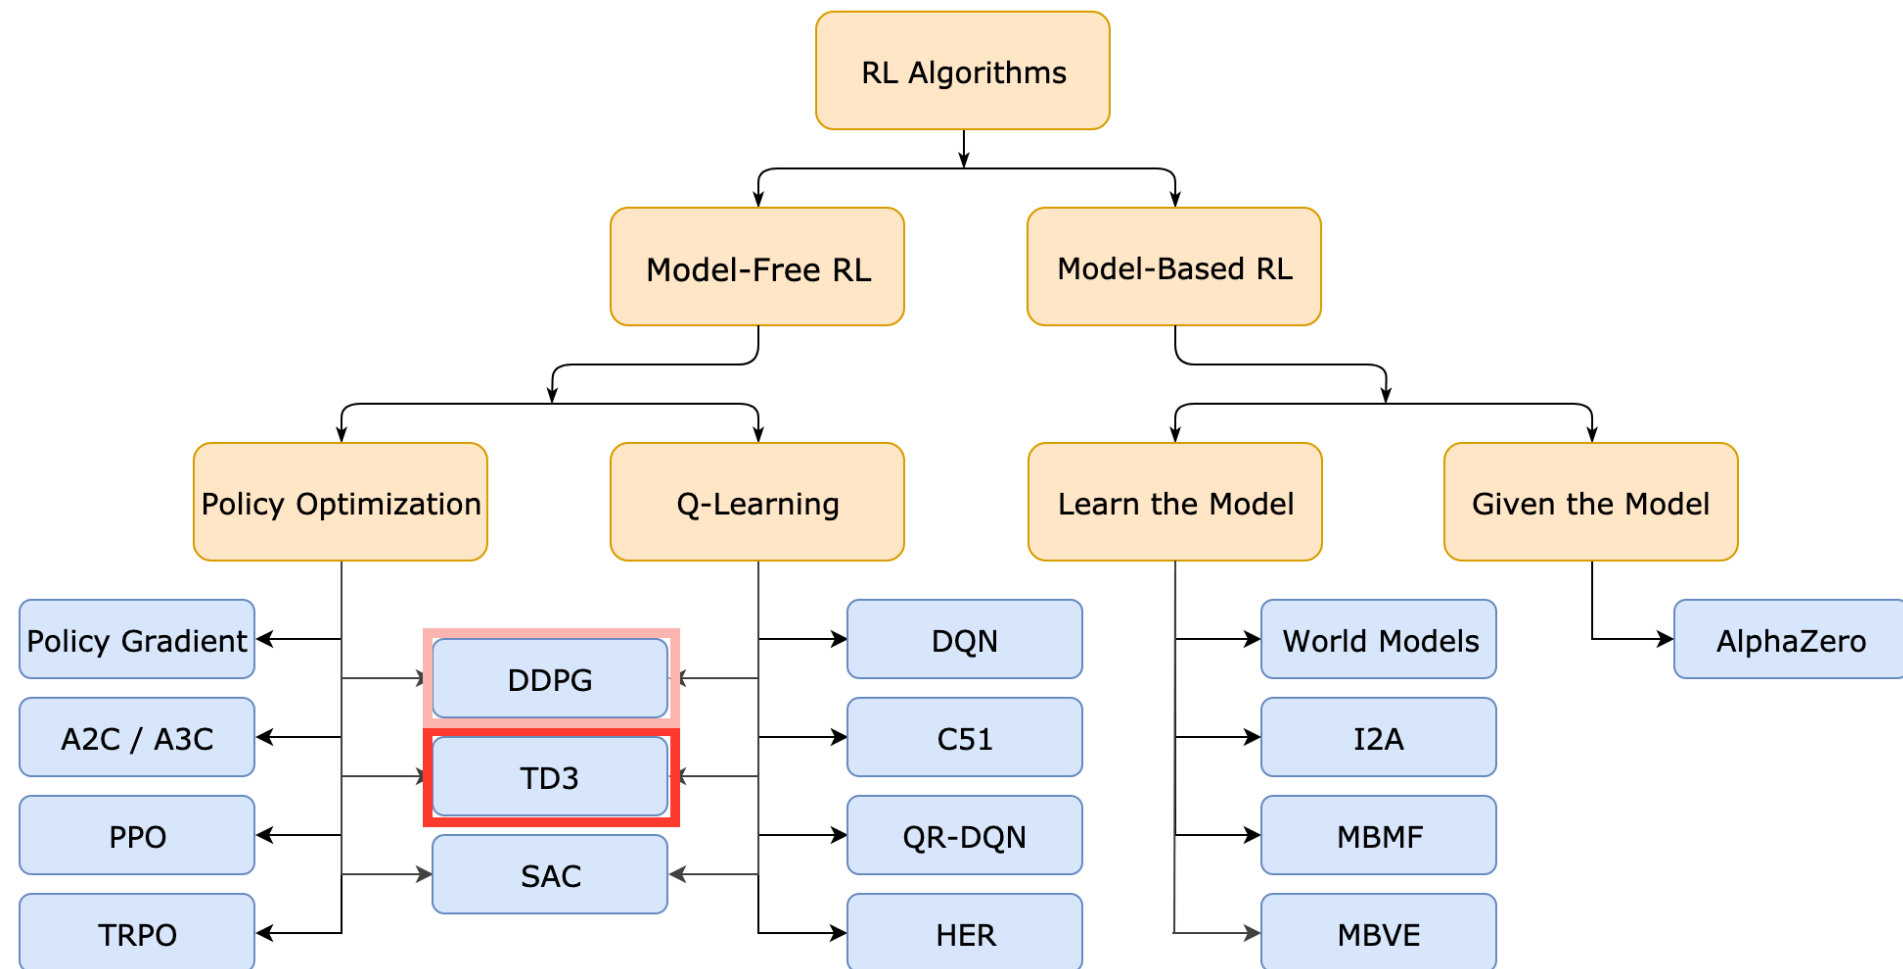 RL Algorithms
Model-Free RL
Model-Based RL
Policy Optimization
Q-Learning
Learn the Model
Given the Model
Policy Gradient
DDPG
DQN
World Models
AlphaZero
A2C / A3C
TD3
C51
I2A
PPO
SAC
QR-DQN
MBMF
TRPO
HER
MBVE